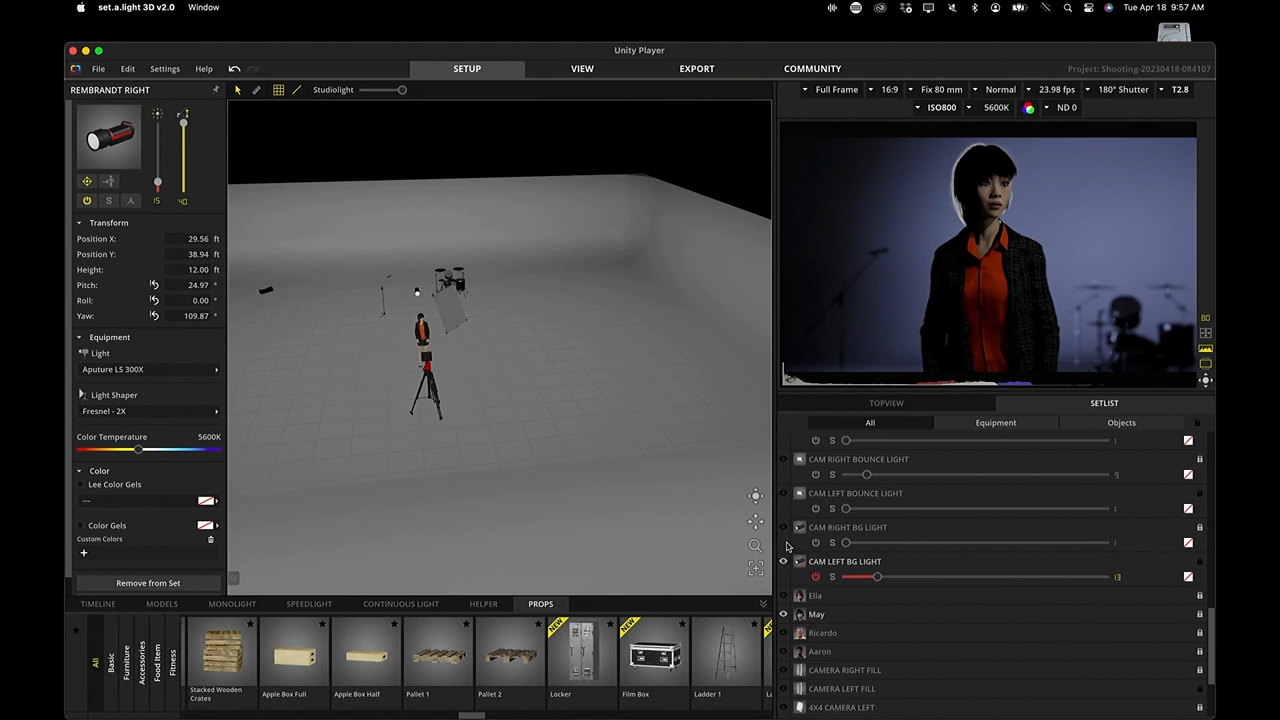 set.a.light 3D v2.0 Window Tue Apr 18 9:57 AM
Unity Player
File Edit Settings Help SETUP VIEW EXPORT COMMUNITY Project: Shooting-20230418-084107
REMBRANDT RIGHT Studiolight Full Frame 16:9 Fix 80 mm Normal 23.98 fps 180° Shutter T2.8
ISO800 5600K ND 0
S
15 40
Transform
Position X: 29.56 ft
Position Y: 38.94 ft
Height: 12.00 ft
Pitch: 24.97 °
Roll: 0.00 °
Yaw: 109.87 °
Equipment
Light
Aputure LS 300X
Light Shaper
Fresnel - 2X
Color Temperature 5600K
Color
Lee Color Gels
---
Color Gels
Custom Colors
+
Remove from Set
80
TOPVIEW SETLIST
All Equipment Objects
S 1
CAM RIGHT BOUNCE LIGHT
S 9
CAM LEFT BOUNCE LIGHT
S 1
CAM RIGHT BG LIGHT
S 1
CAM LEFT BG LIGHT
S 13
Ella
May
Ricardo
Aaron
CAMERA RIGHT FILL
CAMERA LEFT FILL
4X4 CAMERA LEFT
TIMELINE MODELS MONOLIGHT SPEEDLIGHT CONTINUOUS LIGHT HELPER PROPS
All
Basic
Furniture
Accessories
Food Item
Fitness
NEW NEW
Stacked Wooden Crates
Apple Box Full
Apple Box Half
Pallet 1
Pallet 2
Locker
Film Box
Ladder 1